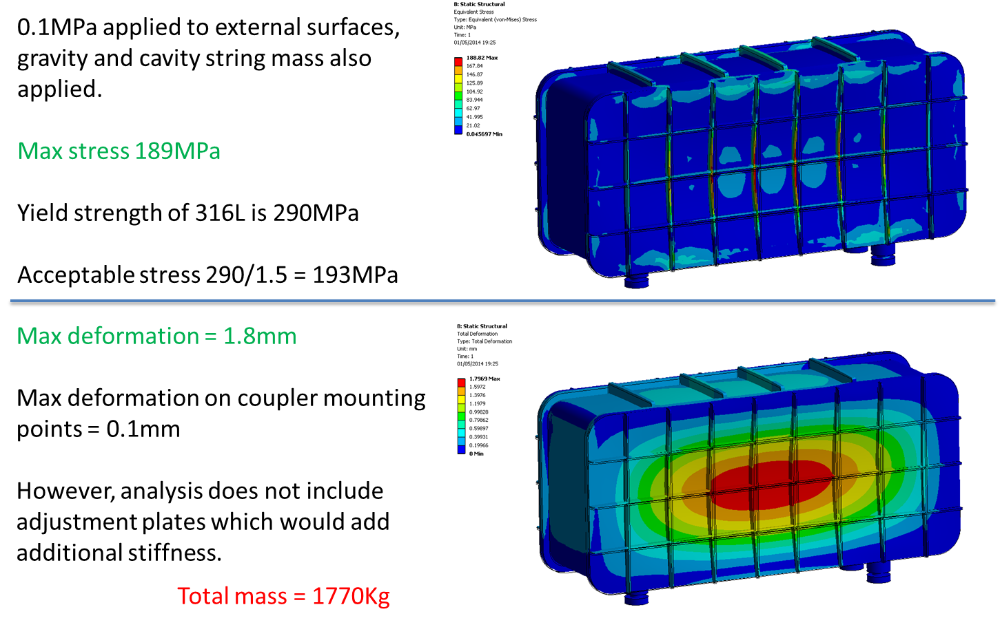 0.1MPa applied to external surfaces,
gravity and cavity string mass also
applied.
Max stress 189MPa
Yield strength of 316L is 290MPa
Acceptable stress 290/1.5 = 193MPa
B: Static Structural
Equivalent Stress
Type: Equivalent (von-Mises) Stress
Unit: MPa
Time: 1
01/05/2014 19:25
188.82 Max
167.84
146.87
125.89
104.92
83.944
62.97
41.995
21.02
0.045697 Min
Max deformation = 1.8mm
Max deformation on coupler mounting
points = 0.1mm
However, analysis does not include
adjustment plates which would add
additional stiffness.
Total mass = 1770Kg
B: Static Structural
Total Deformation
Type: Total Deformation
Unit: mm
Time: 1
01/05/2014 19:25
1.7969 Max
1.5972
1.3976
1.1979
0.99828
0.79862
0.59897
0.39931
0.19966
0 Min